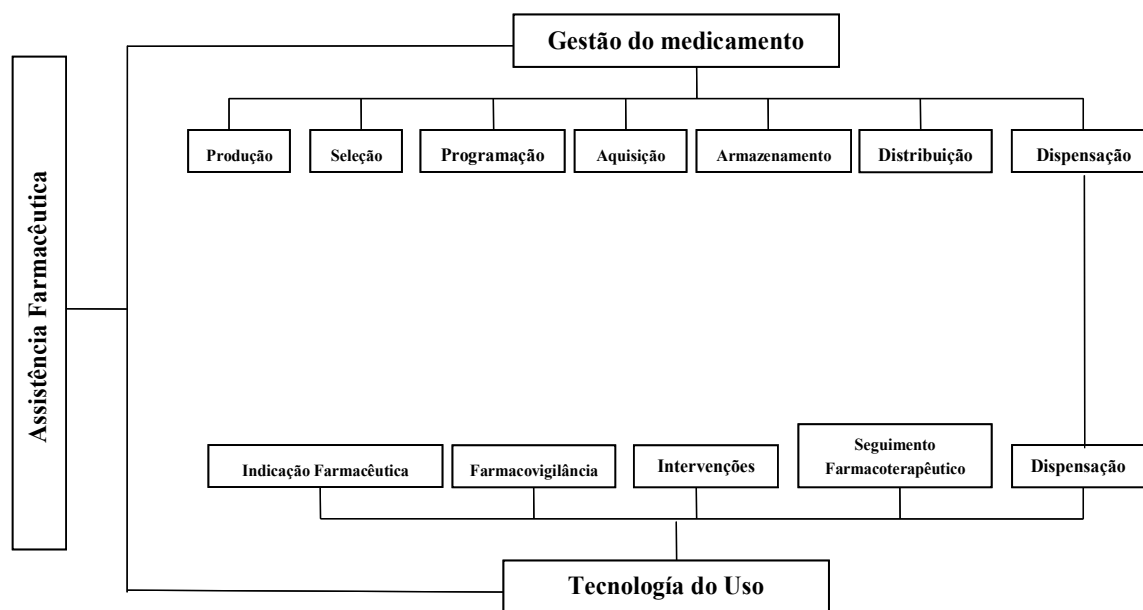 Assistência Farmacêutica
Gestão do medicamento
Produção
Seleção
Programação
Aquisição
Armazenamento
Distribuição
Dispensação
Indicação Farmacêutica
Farmacovigilância
Intervenções
Seguimento
Farmacoterapêutico
Dispensação
Tecnología do Uso